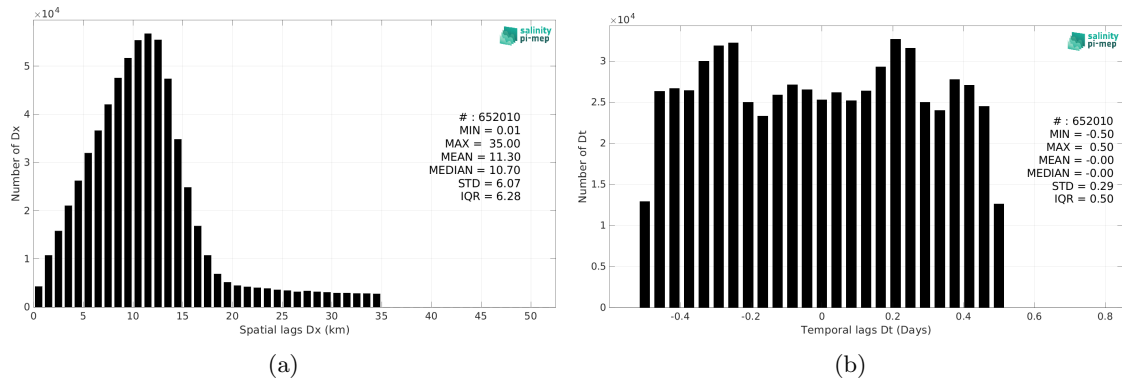 ×10⁴
salinity
pi-mep
5
4
3
2
1
0
Number of Dx
# : 652010
MIN = 0.01
MAX = 35.00
MEAN = 11.30
MEDIAN = 10.70
STD = 6.07
IQR = 6.28
0 5 10 15 20 25 30 35 40 45 50
Spatial lags Dx (km)
(a)
×10⁴
salinity
pi-mep
3
2.5
2
1.5
1
0.5
0
Number of Dt
# : 652010
MIN = -0.50
MAX = 0.50
MEAN = -0.00
MEDIAN = -0.00
STD = 0.29
IQR = 0.50
-0.4 -0.2 0 0.2 0.4 0.6 0.8
Temporal lags Dt (Days)
(b)